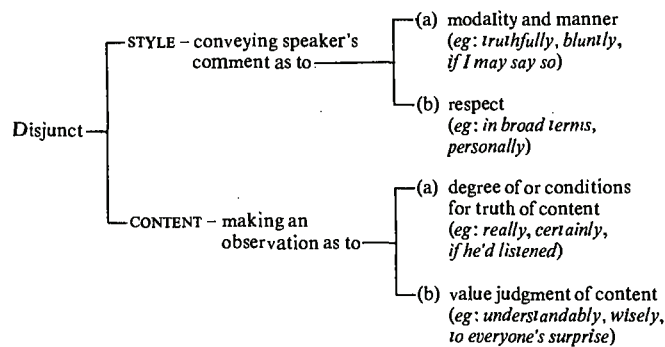 Disjunct
STYLE – conveying speaker's
comment as to
(a) modality and manner
(eg: truthfully, bluntly,
if I may say so)
(b) respect
(eg: in broad terms,
personally)
CONTENT – making an
observation as to
(a) degree of or conditions
for truth of content
(eg: really, certainly,
if he'd listened)
(b) value judgment of content
(eg: understandably, wisely,
to everyone's surprise)